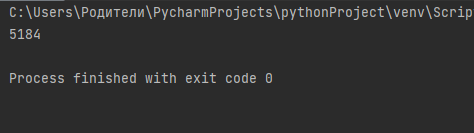 C:\Users\Родители\PycharmProjects\pythonProject\venv\Scrip
5184
Process finished with exit code 0